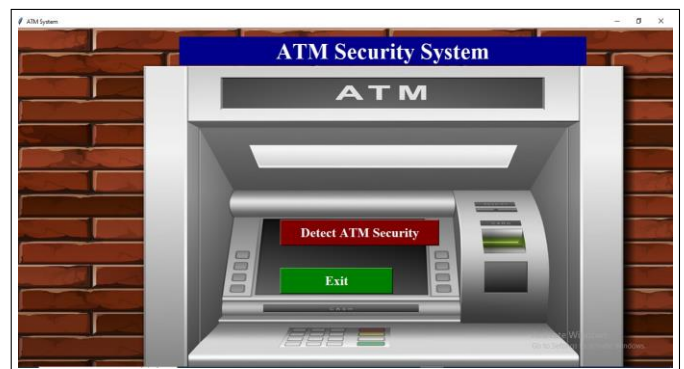 ATM System
ATM Security System
ATM
Detect ATM Security
Exit